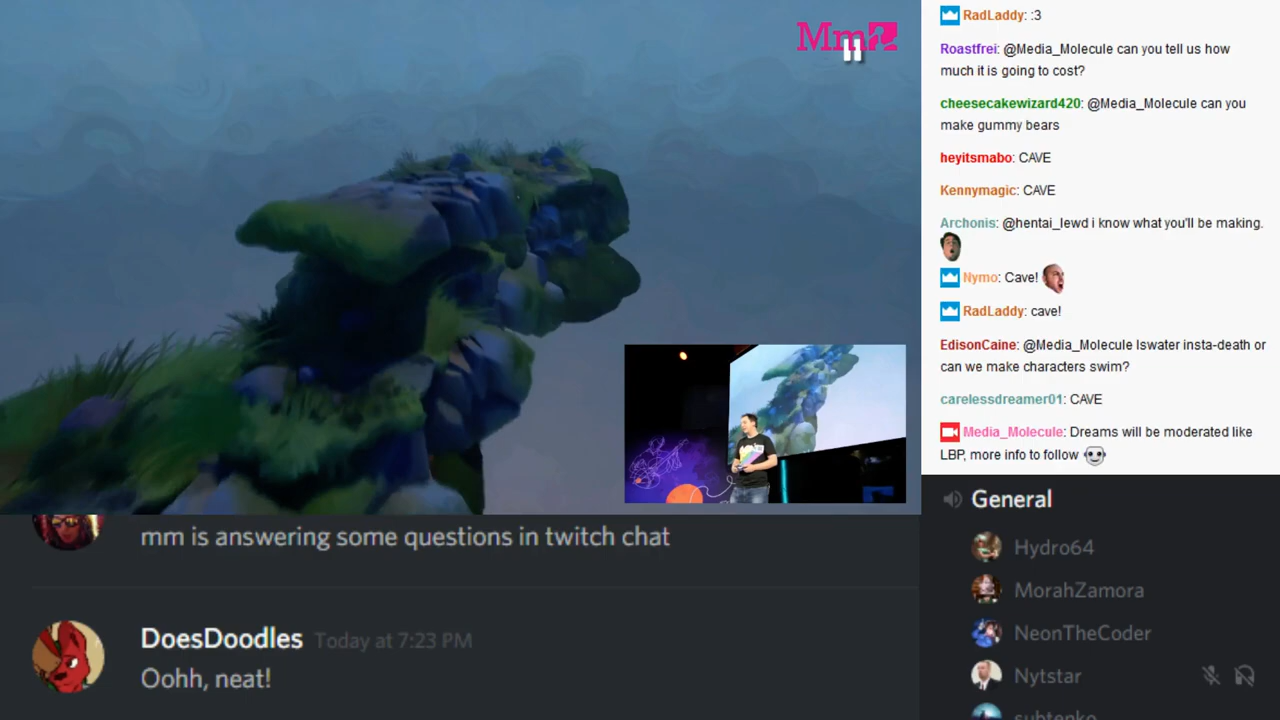 Mm
RadLaddy: :3
Roastfrei: @Media_Molecule can you tell us how
much it is going to cost?
cheesecakewizard420: @Media_Molecule can you
make gummy bears
heyitsmabo: CAVE
Kennymagic: CAVE
Archonis: @hentai_lewd i know what you'll be making.
Nymo: Cave!
RadLaddy: cave!
EdisonCaine: @Media_Molecule Iswater insta-death or
can we make characters swim?
carelessdreamer01: CAVE
Media_Molecule: Dreams will be moderated like
LBP, more info to follow
mm is answering some questions in twitch chat
DoesDoodles Today at 7:23 PM
Oohh, neat!
General
Hydro64
MorahZamora
NeonTheCoder
Nytstar
subtenko